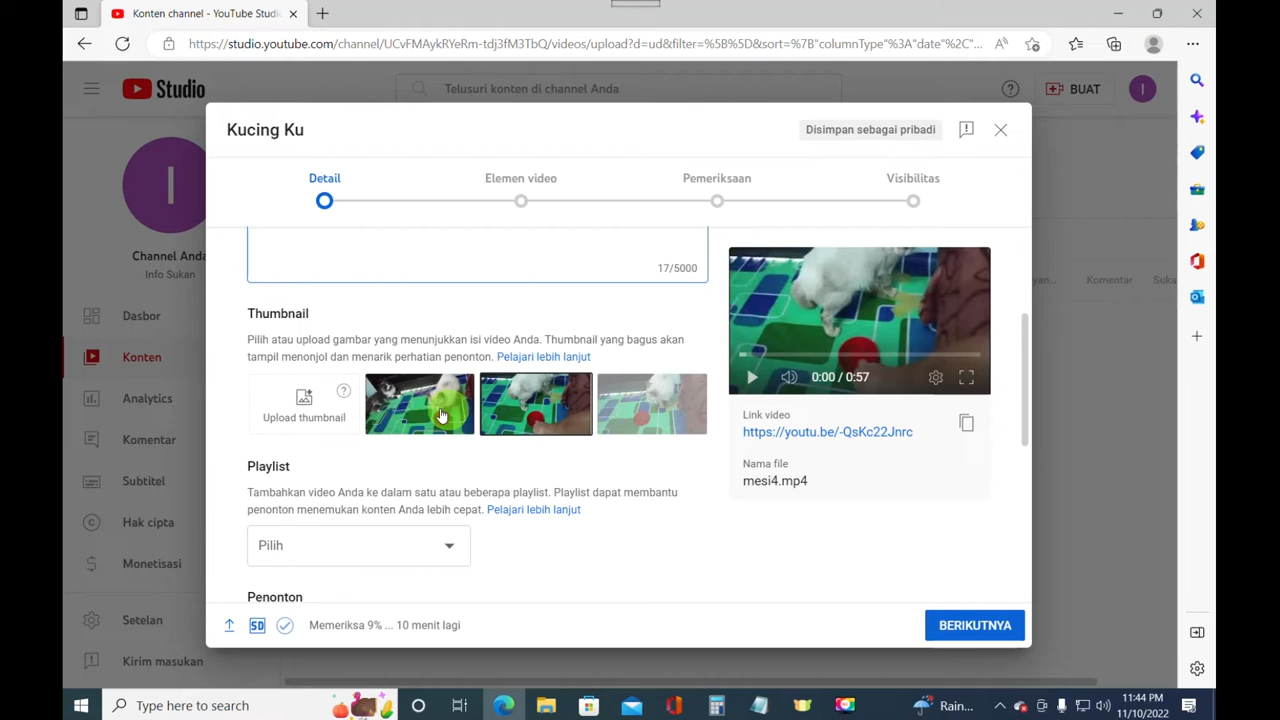 Konten channel - YouTube Studi
https://studio.youtube.com/channel/UCvFMAykRYeRm-tdj3fM3TbQ/videos/upload?d=ud&filter=%5B%5D&sort=%7B"columnType"%3A"date"%2C"...
Studio
Telusuri konten di channel Anda
BUAT
I
Kucing Ku
Disimpan sebagai pribadi
Detail
Elemen video
Pemeriksaan
Visibilitas
I
Channel Anda
Info Sukan
Dasbor
Konten
Analytics
Komentar
Subtitel
Hak cipta
Monetisasi
Setelan
Kirim masukan
17/5000
Thumbnail
Pilih atau upload gambar yang menunjukkan isi video Anda. Thumbnail yang bagus akan
tampil menonjol dan menarik perhatian penonton. Pelajari lebih lanjut
Upload thumbnail
Playlist
Tambahkan video Anda ke dalam satu atau beberapa playlist. Playlist dapat membantu
penonton menemukan konten Anda lebih cepat. Pelajari lebih lanjut
Pilih
Penonton
0:00 / 0:57
Link video
https://youtu.be/-QsKc22Jnrc
Nama file
mesi4.mp4
Komentar
SD
Memeriksa 9% ... 10 menit lagi
BERIKUTNYA
Type here to search
Rain...
11:44 PM
11/10/2022